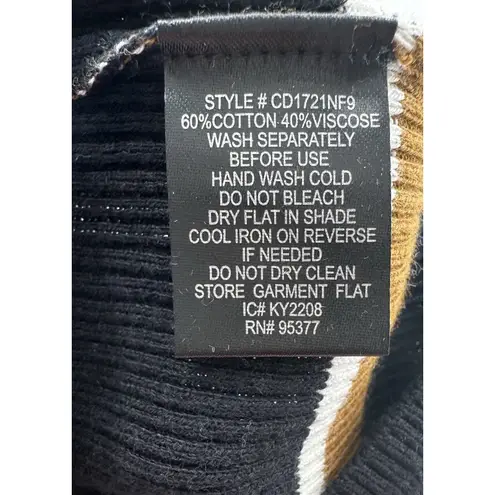 STYLE # CD1721NF9
60%COTTON 40%VISCOSE
WASH SEPARATELY
BEFORE USE
HAND WASH COLD
DO NOT BLEACH
DRY FLAT IN SHADE
COOL IRON ON REVERSE
IF NEEDED
DO NOT DRY CLEAN
STORE GARMENT FLAT
IC# KY2208
RN# 95377